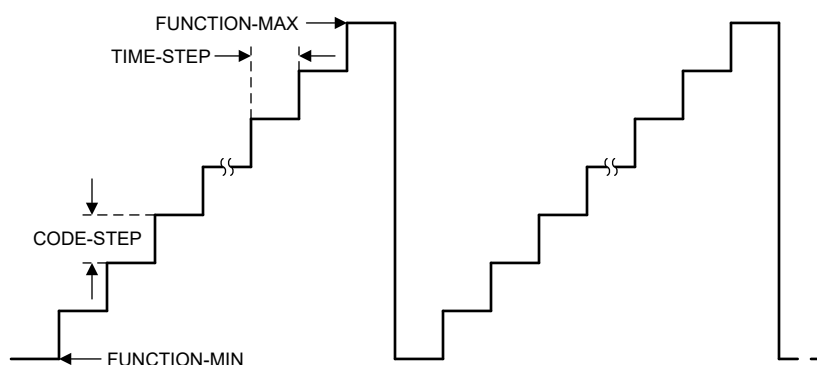 FUNCTION-MAX
TIME-STEP
CODE-STEP
FUNCTION-MIN